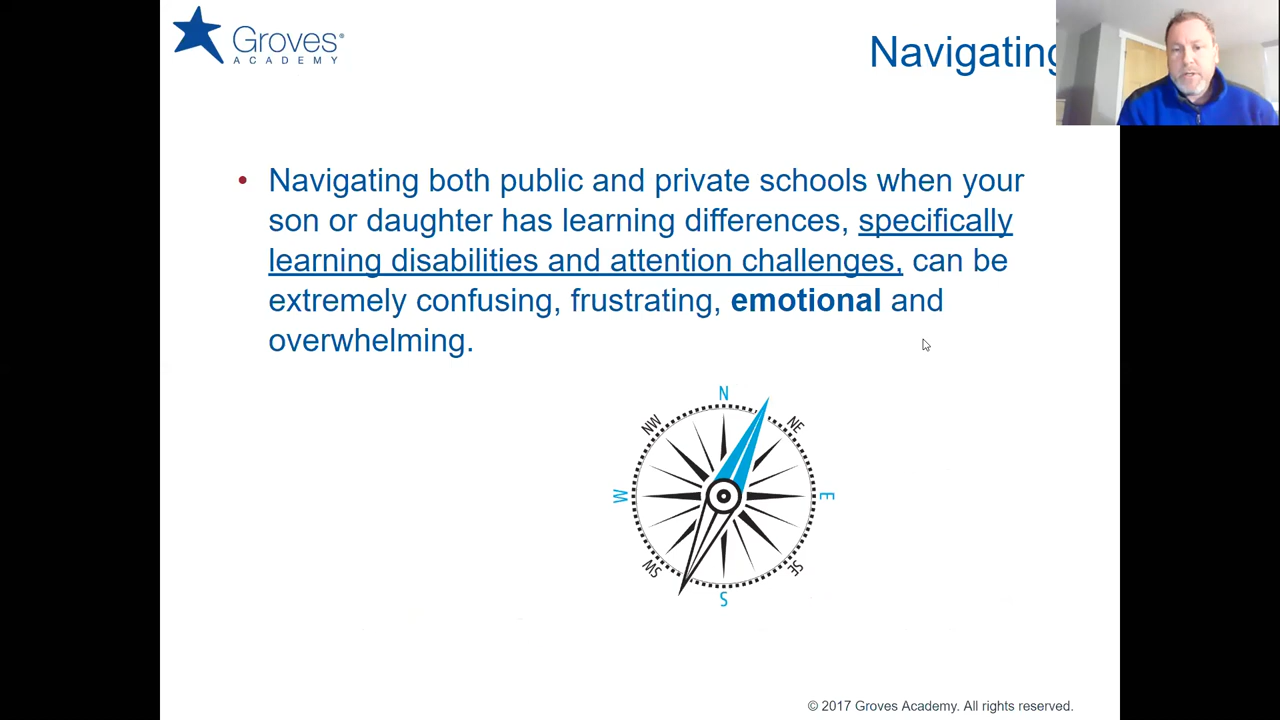 Groves®
ACADEMY
Navigating
• Navigating both public and private schools when your
son or daughter has learning differences, specifically
learning disabilities and attention challenges, can be
extremely confusing, frustrating, emotional and
overwhelming.
N
NW
NE
W
E
SW
SE
S
© 2017 Groves Academy. All rights reserved.